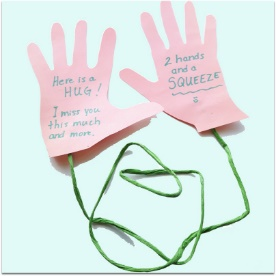 Here is a
HUG!
I miss you
this much
and more.
2 hands
and a
SQUEEZE